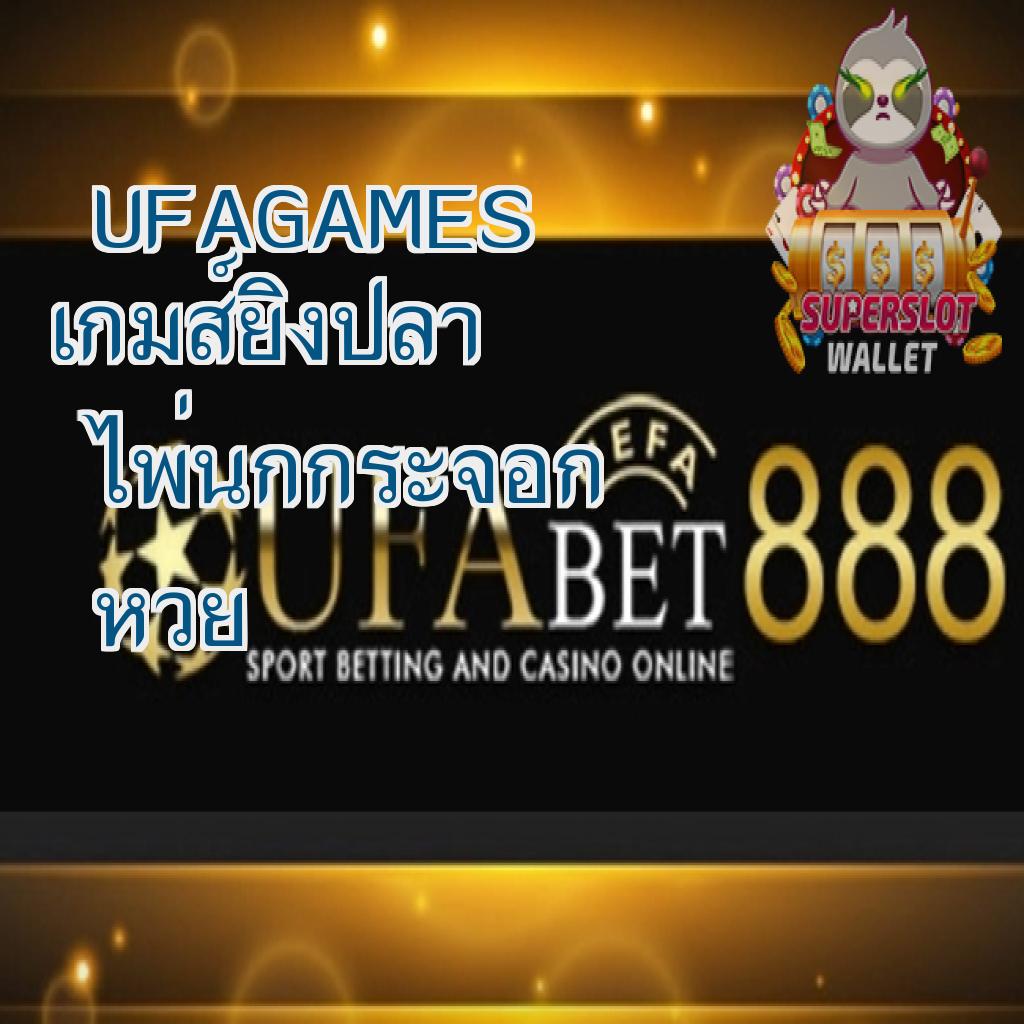 UFAGAMES
เกมส์ยิงปลา
ไพ่นกกระจอก
หวย
SUPERSLOT
WALLET
UEFA
UFABET888
SPORT BETTING AND CASINO ONLINE
$ $ $